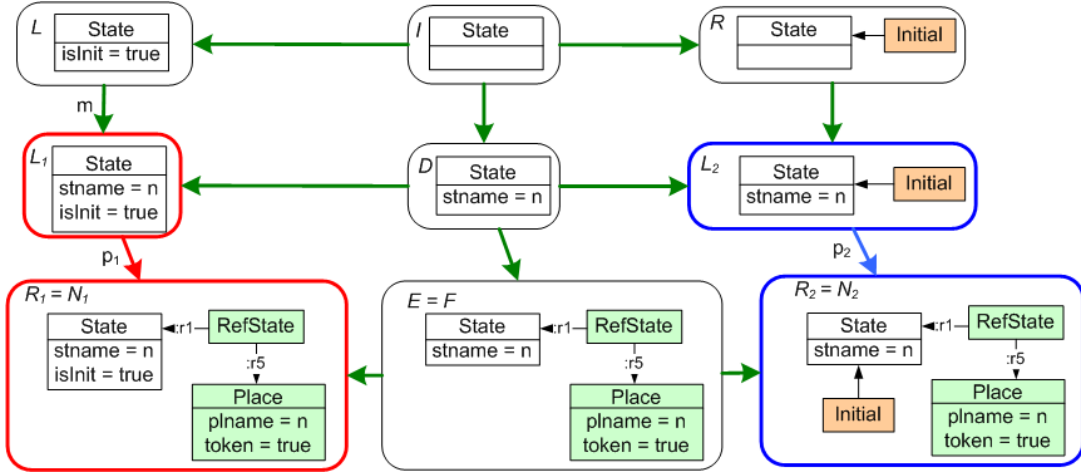 L
State
isInit = true
I
State
R
State
Initial
m
L1
State
stname = n
isInit = true
D
State
stname = n
L2
State
stname = n
Initial
p1
p2
R1 = N1
State
stname = n
isInit = true
:r1
RefState
:r5
Place
plname = n
token = true
E = F
State
stname = n
:r1
RefState
:r5
Place
plname = n
token = true
R2 = N2
State
stname = n
:r1
RefState
:r5
Initial
Place
plname = n
token = true